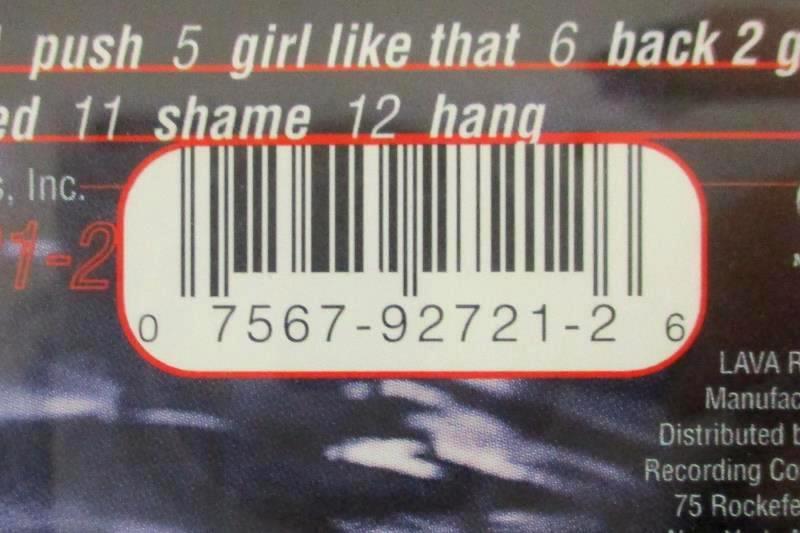 push 5 girl like that 6 back 2 g
ed 11 shame 12 hang
s, Inc.
1-2
0 7567-92721-2 6
LAVA R
Manufac
Distributed b
Recording Co
75 Rockefe